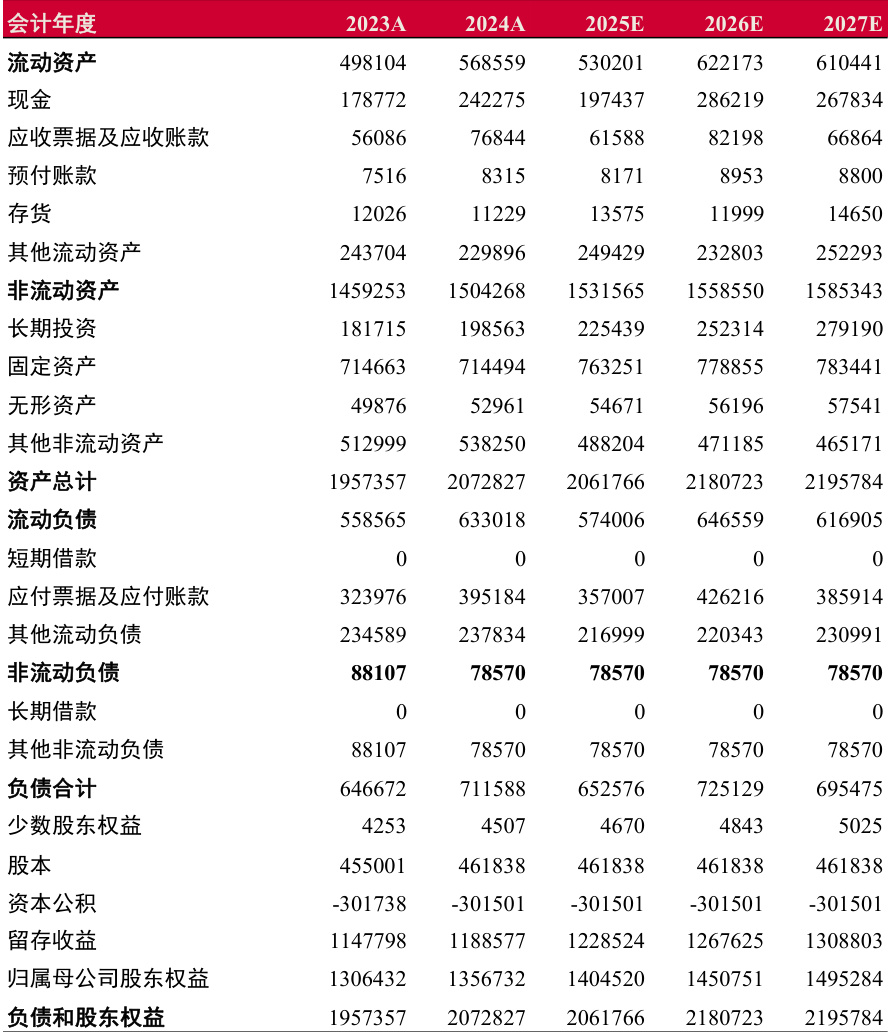 会计年度 2023A 2024A 2025E 2026E 2027E
流动资产 498104 568559 530201 622173 610441
现金 178772 242275 197437 286219 267834
应收票据及应收账款 56086 76844 61588 82198 66864
预付账款 7516 8315 8171 8953 8800
存货 12026 11229 13575 11999 14650
其他流动资产 243704 229896 249429 232803 252293
非流动资产 1459253 1504268 1531565 1558550 1585343
长期投资 181715 198563 225439 252314 279190
固定资产 714663 714494 763251 778855 783441
无形资产 49876 52961 54671 56196 57541
其他非流动资产 512999 538250 488204 471185 465171
资产总计 1957357 2072827 2061766 2180723 2195784
流动负债 558565 633018 574006 646559 616905
短期借款 0 0 0 0 0
应付票据及应付账款 323976 395184 357007 426216 385914
其他流动负债 234589 237834 216999 220343 230991
非流动负债 88107 78570 78570 78570 78570
长期借款 0 0 0 0 0
其他非流动负债 88107 78570 78570 78570 78570
负债合计 646672 711588 652576 725129 695475
少数股东权益 4253 4507 4670 4843 5025
股本 455001 461838 461838 461838 461838
资本公积 -301738 -301501 -301501 -301501 -301501
留存收益 1147798 1188577 1228524 1267625 1308803
归属母公司股东权益 1306432 1356732 1404520 1450751 1495284
负债和股东权益 1957357 2072827 2061766 2180723 2195784